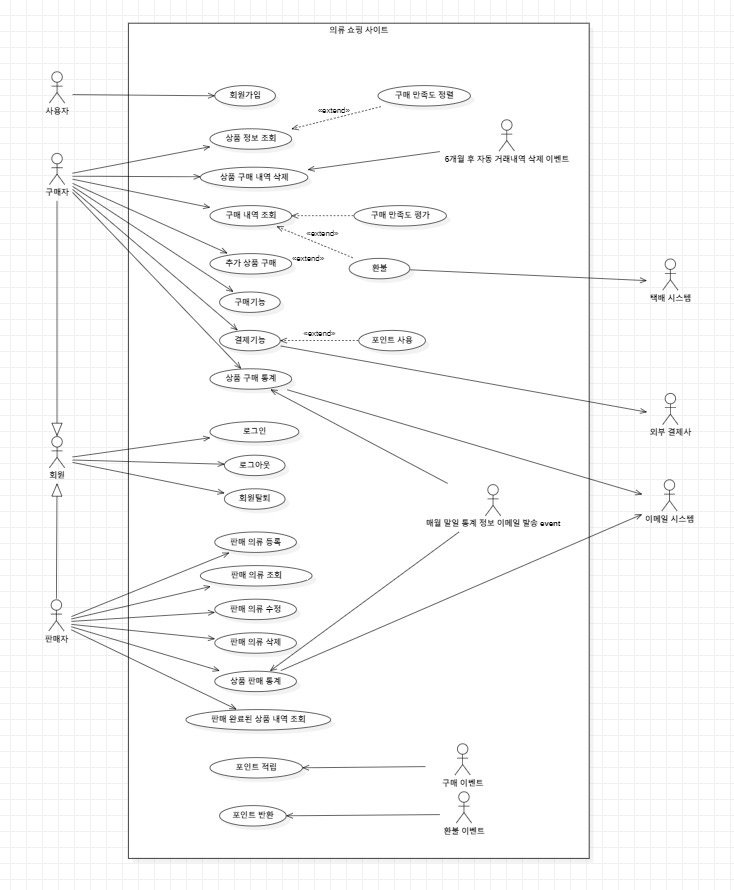 의류 쇼핑 사이트
사용자
회원가입
구매 만족도 정렬
«extend»
상품 정보 조회
6개월 후 자동 거래내역 삭제 이벤트
구매자
상품 구매 내역 삭제
구매 내역 조회
구매 만족도 평가
«extend»
추가 상품 구매
«extend»
환불
택배 시스템
구매기능
결제기능
«extend»
포인트 사용
상품 구매 통계
외부 결제사
로그인
회원
로그아웃
회원탈퇴
매월 말일 통계 정보 이메일 발송 event
이메일 시스템
판매 의류 등록
판매 의류 조회
판매 의류 수정
판매자
판매 의류 삭제
상품 판매 통계
판매 완료된 상품 내역 조회
포인트 적립
구매 이벤트
포인트 반환
환불 이벤트